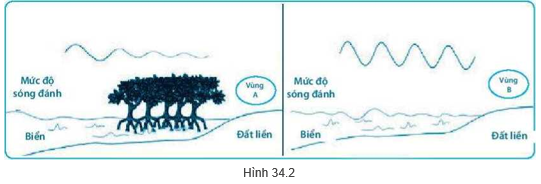 Mức độ
sóng đánh
Vùng
A
Biển
Đất liền
Mức độ
sóng đánh
Vùng
B
Biển
Đất liền
Hình 34.2